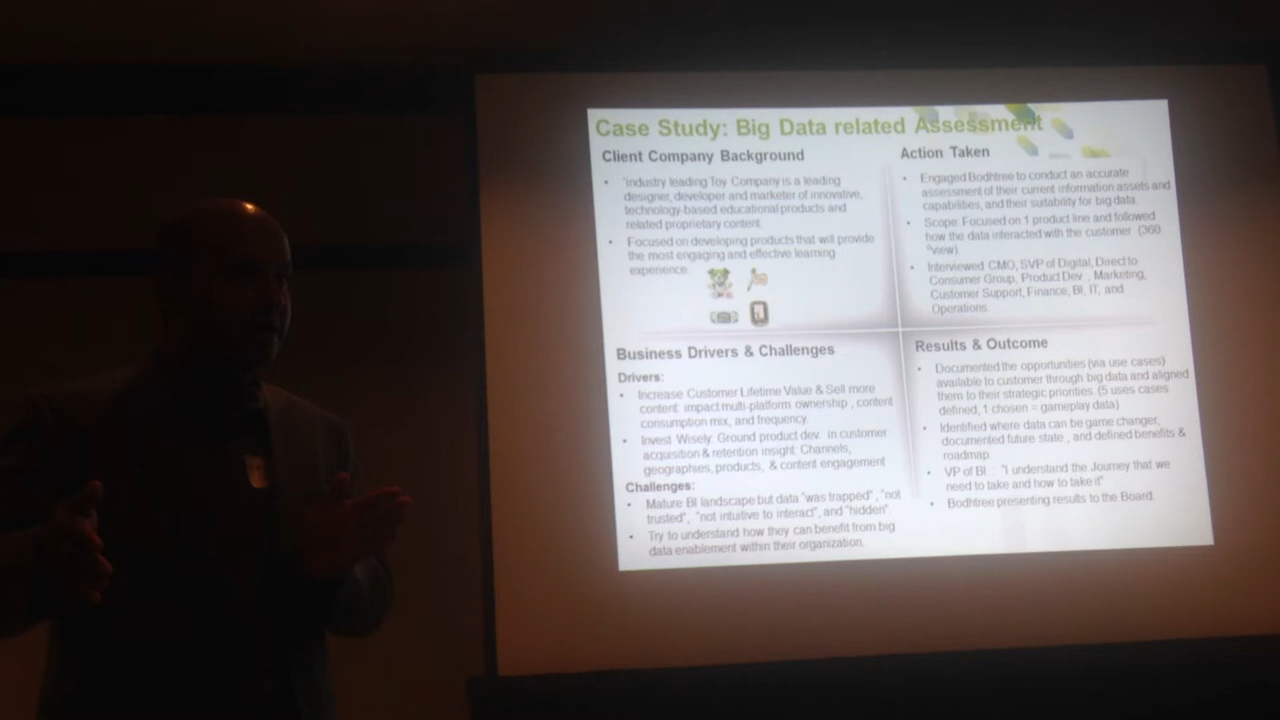 Case Study: Big Data related Assessment
Client Company Background
• "industry leading Toy Company is a leading
designer, developer and marketer of innovative,
technology-based educational products and
related proprietary content.
• Focused on developing products that will provide
the most engaging and effective learning
experience.
Action Taken
• Engaged Bodhtree to conduct an accurate
assessment of their current information assets and
capabilities, and their suitability for big data.
• Scope: Focused on 1 product line and followed
how the data interacted with the customer (360
°view)
• Interviewed CMO, SVP of Digital, Direct to
Consumer Group, Product Dev., Marketing,
Customer Support, Finance, BI, IT, and
Operations.
Business Drivers & Challenges
Drivers:
• Increase Customer Lifetime Value & Sell more
content: impact multi-platform ownership , content
consumption mix, and frequency.
• Invest Wisely: Ground product dev. in customer
acquisition & retention insight: Channels,
geographies, products, & content engagement
Challenges:
• Mature BI landscape but data "was trapped", "not
trusted", "not intuitive to interact", and "hidden".
• Try to understand how they can benefit from big
data enablement within their organization.
Results & Outcome
• Documented the opportunities (via use cases)
available to customer through big data and aligned
them to their strategic priorities. (5 uses cases
defined, 1 chosen = gameplay data)
• Identified where data can be game changer,
documented future state , and defined benefits &
roadmap
• VP of BI : "I understand the Journey that we
need to take and how to take it"
• Bodhtree presenting results to the Board.